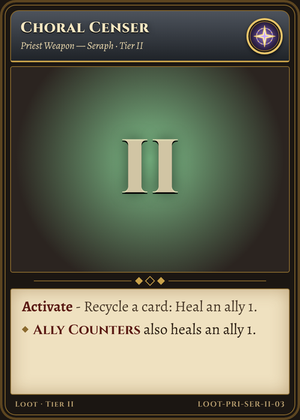 Choral Censer
Priest Weapon — Seraph · Tier II
II
Activate - Recycle a card: Heal an ally 1.
Ally Counters also heals an ally 1.
Loot · Tier II
LOOT-PRI-SER-II-03